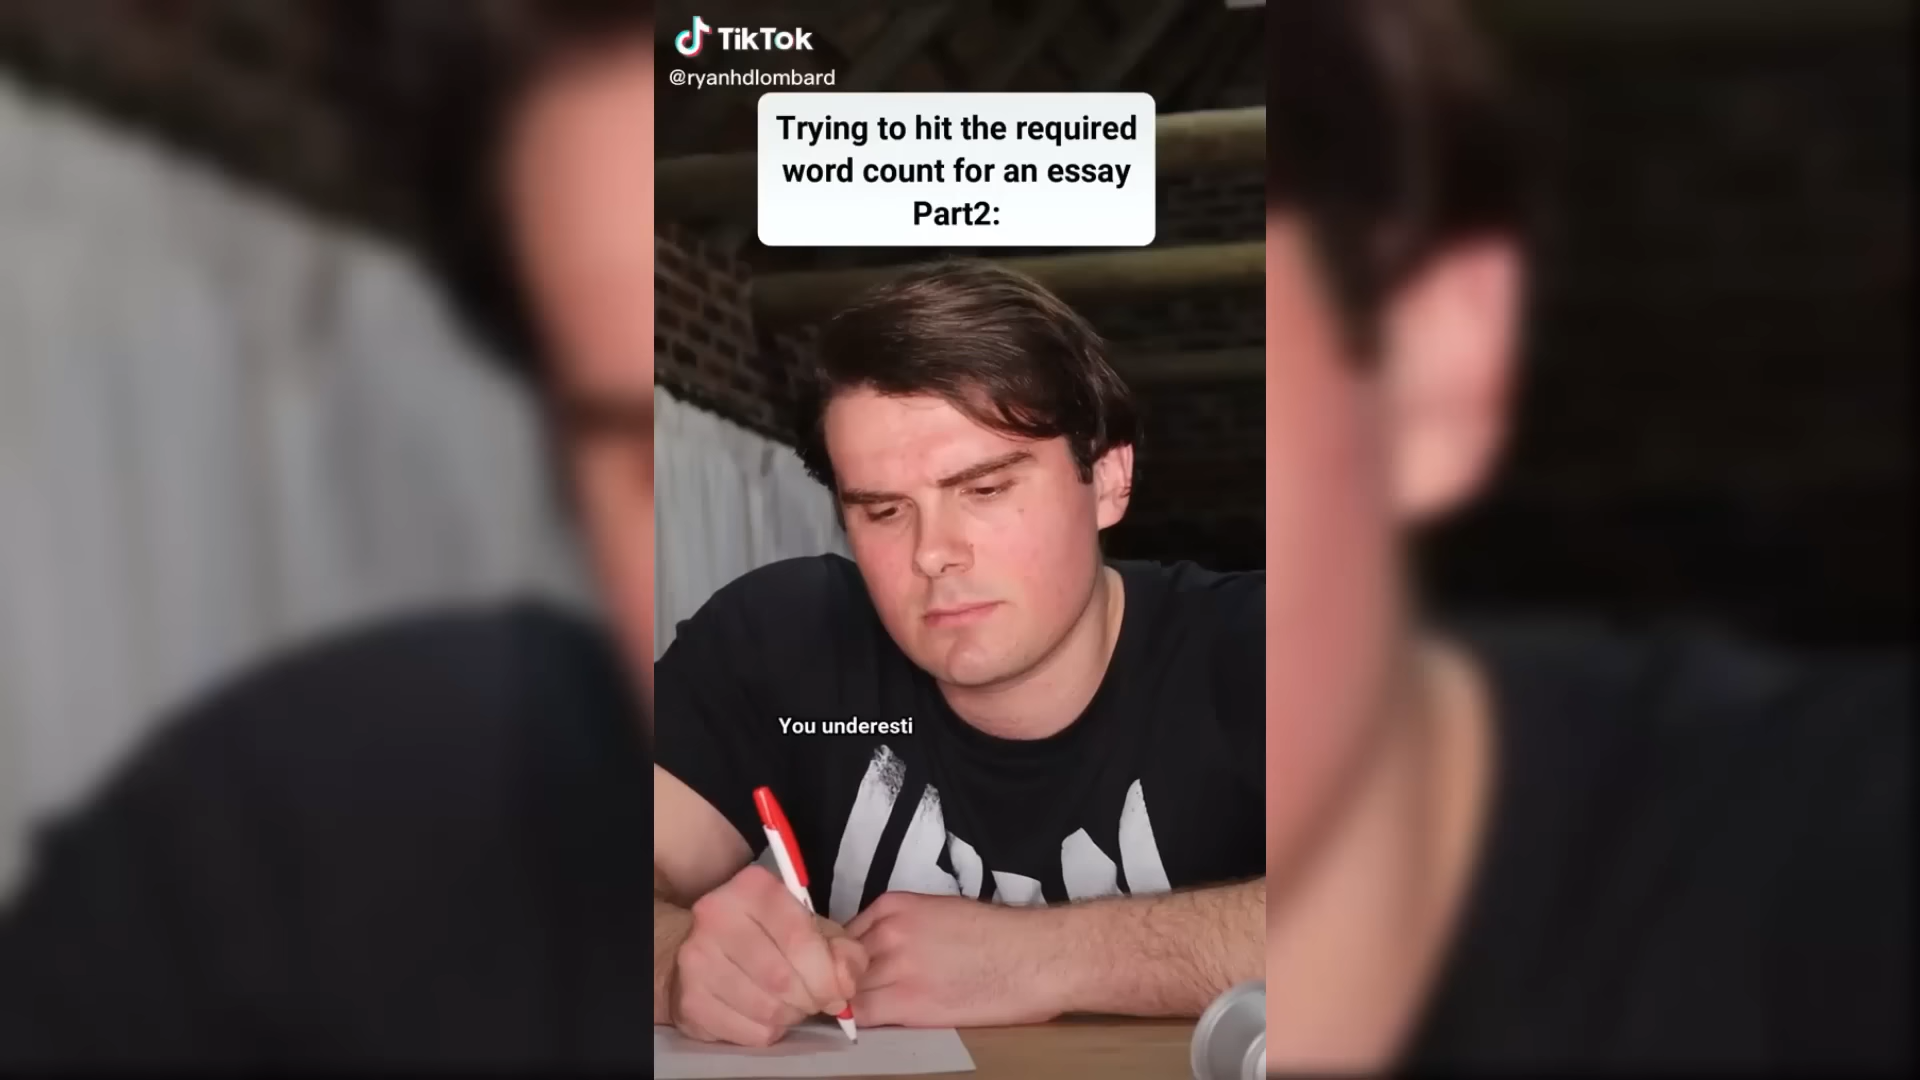 TikTok
@ryanhdlombard
Trying to hit the required
word count for an essay
Part2:
You underesti